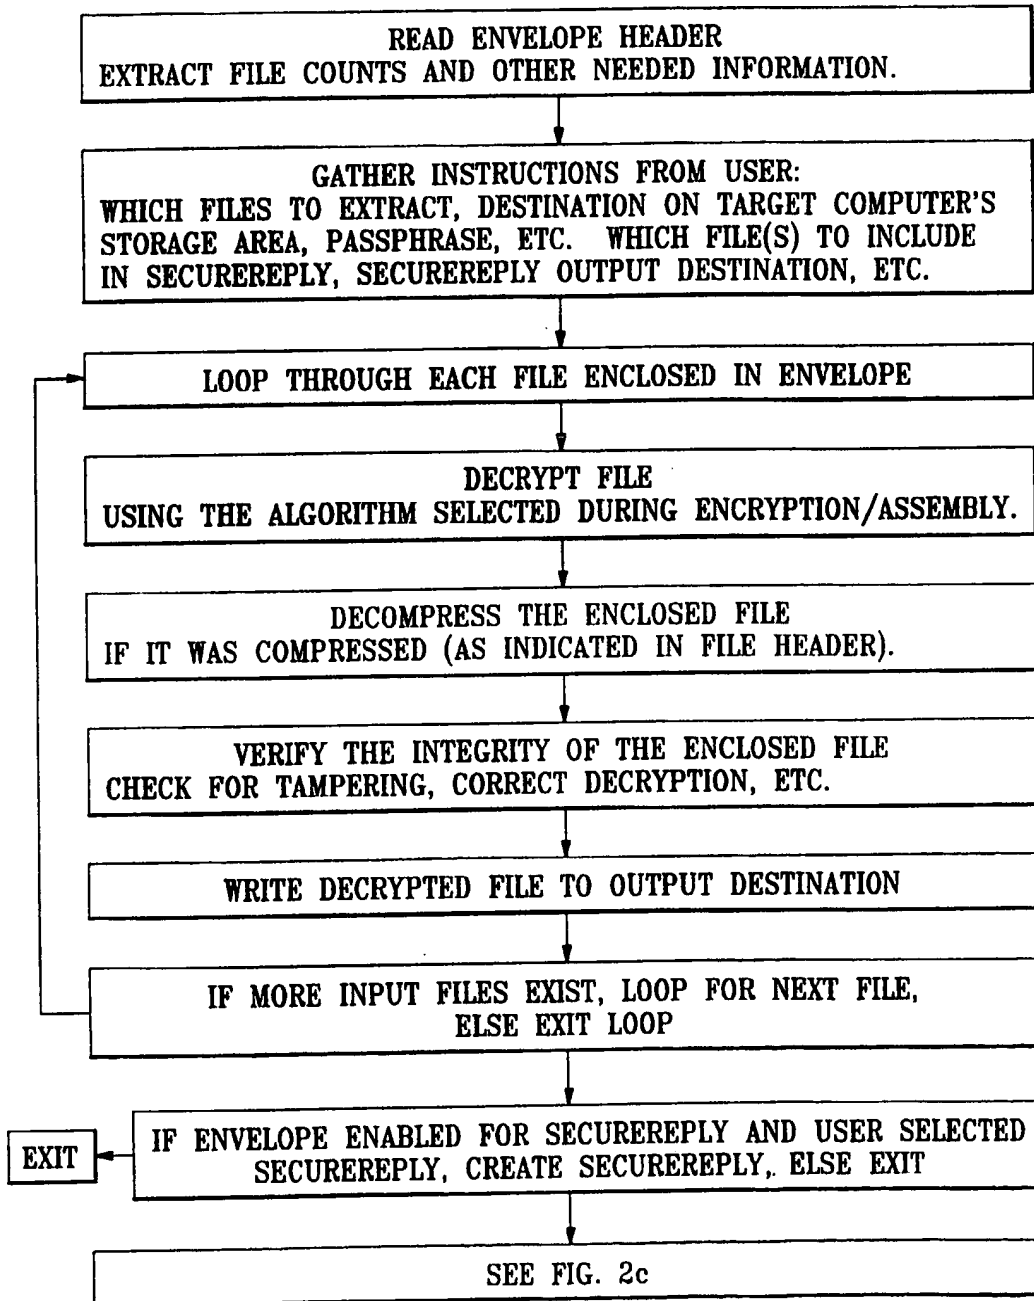 READ ENVELOPE HEADER
EXTRACT FILE COUNTS AND OTHER NEEDED INFORMATION.
GATHER INSTRUCTIONS FROM USER:
WHICH FILES TO EXTRACT, DESTINATION ON TARGET COMPUTER'S
STORAGE AREA, PASSPHRASE, ETC. WHICH FILE(S) TO INCLUDE
IN SECUREREPLY, SECUREREPLY OUTPUT DESTINATION, ETC.
LOOP THROUGH EACH FILE ENCLOSED IN ENVELOPE
DECRYPT FILE
USING THE ALGORITHM SELECTED DURING ENCRYPTION/ASSEMBLY.
DECOMPRESS THE ENCLOSED FILE
IF IT WAS COMPRESSED (AS INDICATED IN FILE HEADER).
VERIFY THE INTEGRITY OF THE ENCLOSED FILE
CHECK FOR TAMPERING, CORRECT DECRYPTION, ETC.
WRITE DECRYPTED FILE TO OUTPUT DESTINATION
IF MORE INPUT FILES EXIST, LOOP FOR NEXT FILE,
ELSE EXIT LOOP
IF ENVELOPE ENABLED FOR SECUREREPLY AND USER SELECTED
SECUREREPLY, CREATE SECUREREPLY, ELSE EXIT
EXIT
SEE FIG. 2c